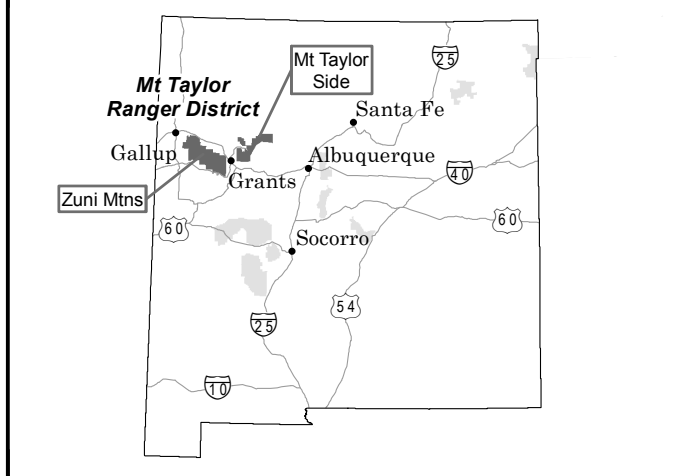 25
Mt Taylor
Side
Mt Taylor
Ranger District
Santa Fe
Gallup
Albuquerque
40
Grants
Zuni Mtns
60
60
Socorro
54
25
10